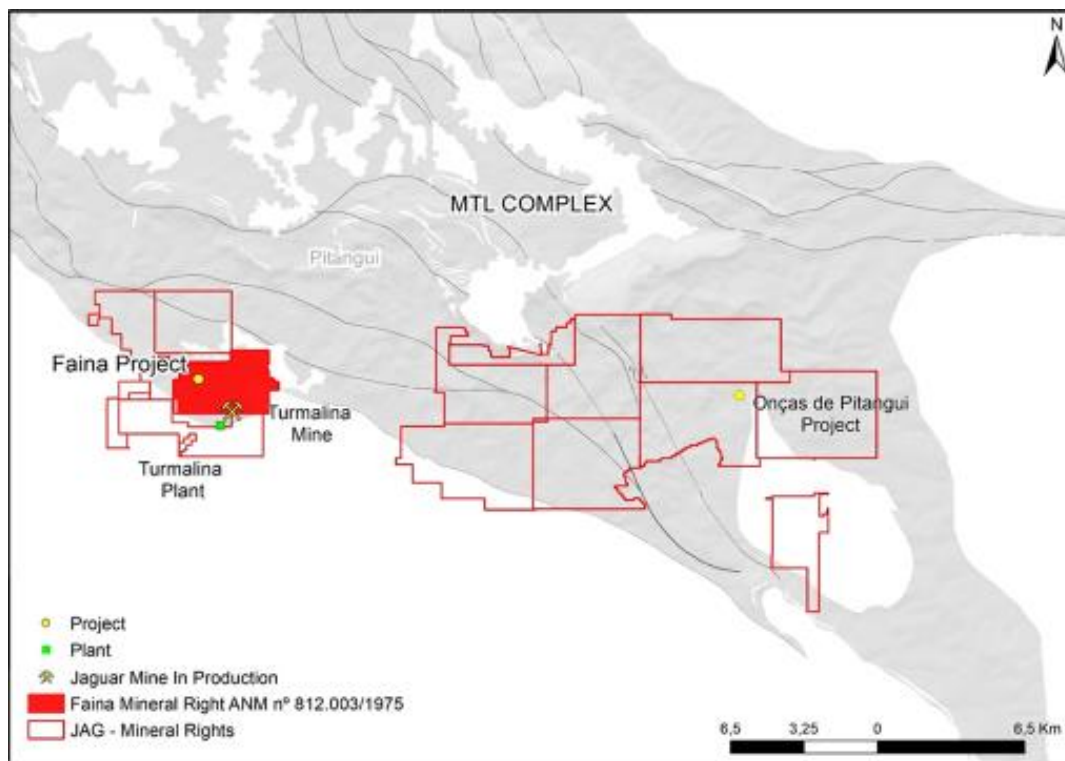 N
MTL COMPLEX
Pitangui
Faina Project
Turmalina
Mine
Onças de Pitangui
Project
Turmalina
Plant
Project
Plant
Jaguar Mine In Production
Faina Mineral Right ANM nº 812.003/1975
JAG - Mineral Rights
6,5 3,25 0 6,5 Km